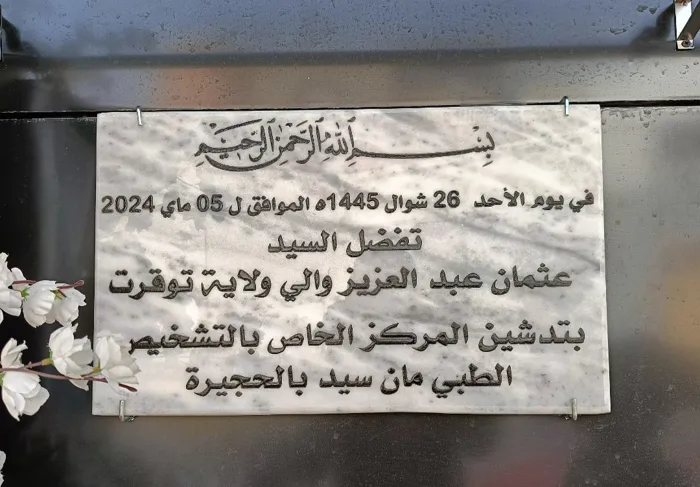 بسم الله الرحمن الرحيم
في يوم الأحد 26 شوال 1445ه الموافق ل 05 ماي 2024
تفضل السيد
عثمان عبد العزيز والي ولاية توقرت
بتدشين المركز الخاص بالتشخيص
الطبي مان سيد بالحجيرة